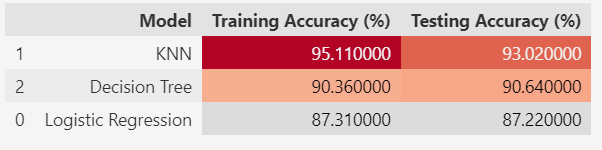 Model Training Accuracy (%) Testing Accuracy (%)
1 KNN 95.110000 93.020000
2 Decision Tree 90.360000 90.640000
0 Logistic Regression 87.310000 87.220000